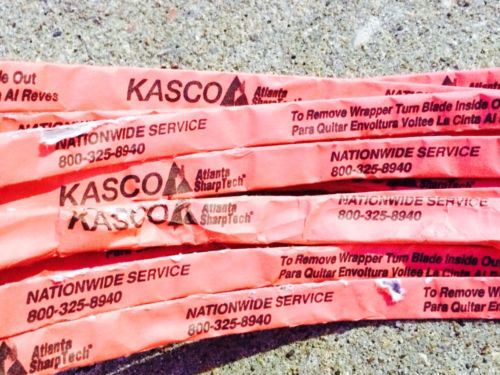 e Out
a Al Reves
KASCO Atlanta SharpTech
To Remove Wrapper Turn Blade Inside O
Para Quitar Envoltura Voltee La Cinta Al
NATIONWIDE SERVICE
800-325-8940
Atlanta SharpTech
NATIONWIDE SERVICE
800-325-8940
KASCO
KASCO Atlanta SharpTech
NATIONWIDE SERVICE
800-325-8940
To Remove Wrapper Turn Blade Inside Out
Para Quitar Envoltura Voltee La Cinta Al Re
NATIONWIDE SERVICE
800-325-8940
To Remove W
Para Quitar Env
NATIONWIDE SERVICE
800-325-8940
Atlanta SharpTech